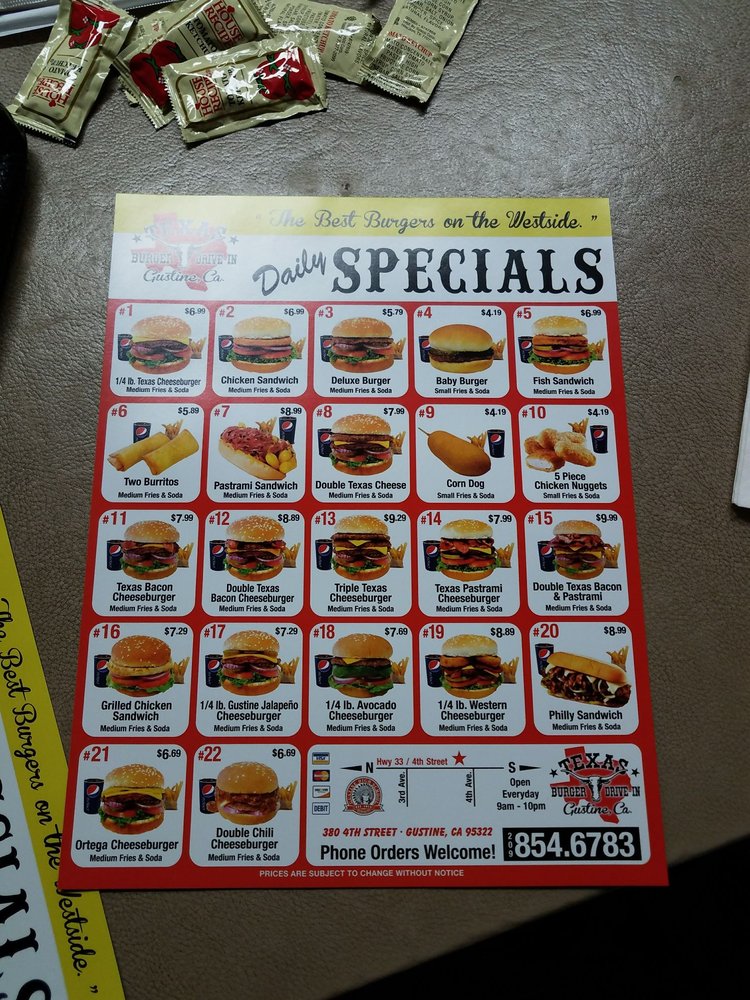 HOUSE RECIPE
TOMATO KETCHUP
HOUSE RECIPE
HOUSE RECIPE
" The Best Burgers on the Westside. "
TEXAS
BURGER DRIVE IN
Gustine, Ca.
Daily SPECIALS
#1 $6.99
1/4 lb. Texas Cheeseburger
Medium Fries & Soda
#2 $6.99
Chicken Sandwich
Medium Fries & Soda
#3 $5.79
Deluxe Burger
Medium Fries & Soda
#4 $4.19
Baby Burger
Small Fries & Soda
#5 $6.99
Fish Sandwich
Medium Fries & Soda
#6 $5.89
Two Burritos
Medium Fries & Soda
#7 $8.99
Pastrami Sandwich
Medium Fries & Soda
#8 $7.99
Double Texas Cheese
Medium Fries & Soda
#9 $4.19
Corn Dog
Small Fries & Soda
#10 $4.19
5 Piece
Chicken Nuggets
Small Fries & Soda
#11 $7.99
Texas Bacon
Cheeseburger
Medium Fries & Soda
#12 $8.89
Double Texas
Bacon Cheeseburger
Medium Fries & Soda
#13 $9.29
Triple Texas
Cheeseburger
Medium Fries & Soda
#14 $7.99
Texas Pastrami
Cheeseburger
Medium Fries & Soda
#15 $9.99
Double Texas Bacon
& Pastrami
Medium Fries & Soda
#16 $7.29
Grilled Chicken
Sandwich
Medium Fries & Soda
#17 $7.29
1/4 lb. Gustine Jalapeño
Cheeseburger
Medium Fries & Soda
#18 $7.69
1/4 lb. Avocado
Cheeseburger
Medium Fries & Soda
#19 $8.89
1/4 lb. Western
Cheeseburger
Medium Fries & Soda
#20 $8.99
Philly Sandwich
Medium Fries & Soda
#21 $6.69
Ortega Cheeseburger
Medium Fries & Soda
#22 $6.69
Double Chili
Cheeseburger
Medium Fries & Soda
VISA
DEBIT
N Hwy 33 / 4th Street S
3rd Ave.
4th Ave.
Open
Everyday
9am - 10pm
TEXAS
BURGER DRIVE IN
Gustine, Ca.
380 4TH STREET · GUSTINE, CA 95322
Phone Orders Welcome! 209 854.6783
PRICES ARE SUBJECT TO CHANGE WITHOUT NOTICE
The Best Burgers on the Westside. "